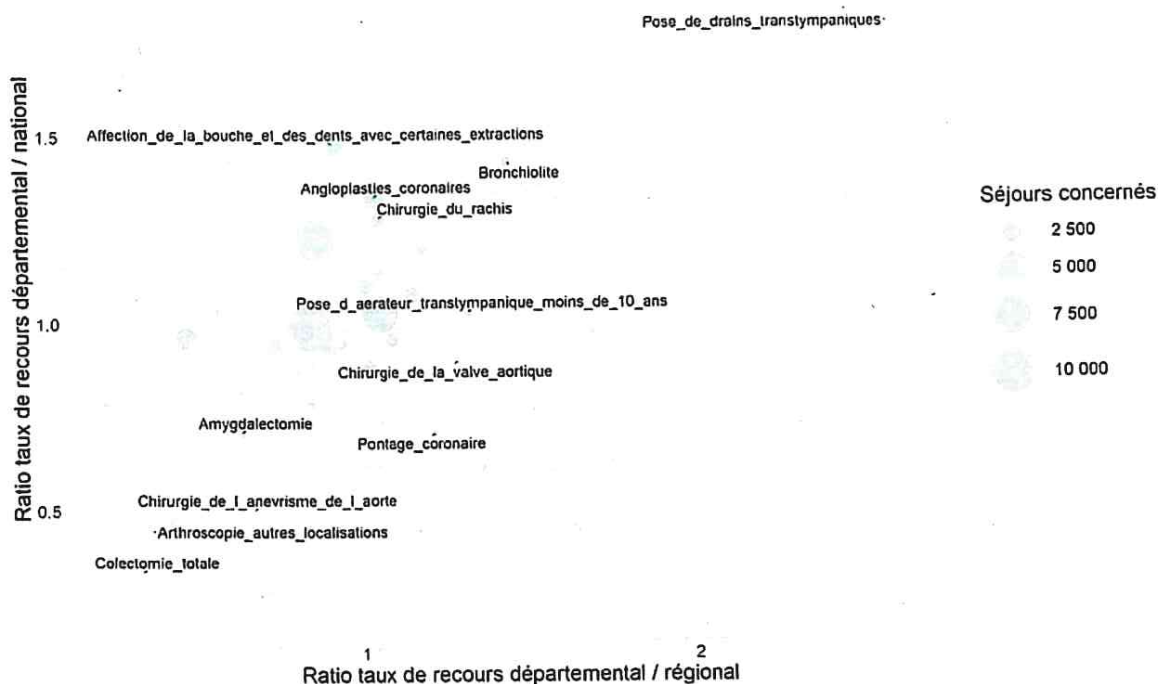 Pose_de_drains_transtympaniques
Ratio taux de recours départemental / national
1.5
Affection_de_la_bouche_et_des_dents_avec_certaines_extractions
Bronchiolite
Angioplasties_coronaires
Chirurgie_du_rachis
Séjours concernés
2 500
5 000
7 500
10 000
Pose_d_aerateur_transtympanique_moins_de_10_ans
1.0
Chirurgie_de_la_valve_aortique
Amygdalectomie
Pontage_coronaire
Chirurgie_de_l_anevrisme_de_l_aorte
0.5
Arthroscopie_autres_localisations
Colectomie_totale
1
2
Ratio taux de recours départemental / régional